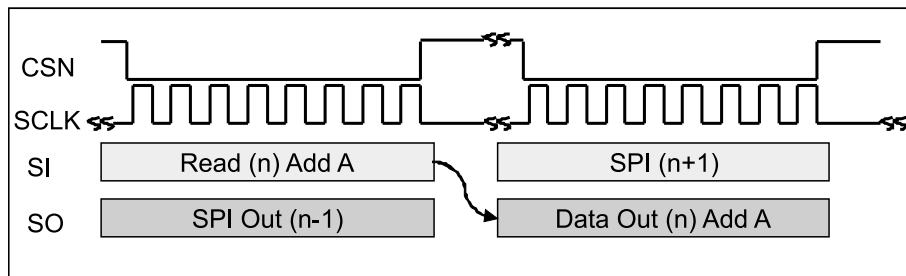 CSN
SCLK
SI Read (n) Add A SPI (n+1)
SO SPI Out (n-1) Data Out (n) Add A